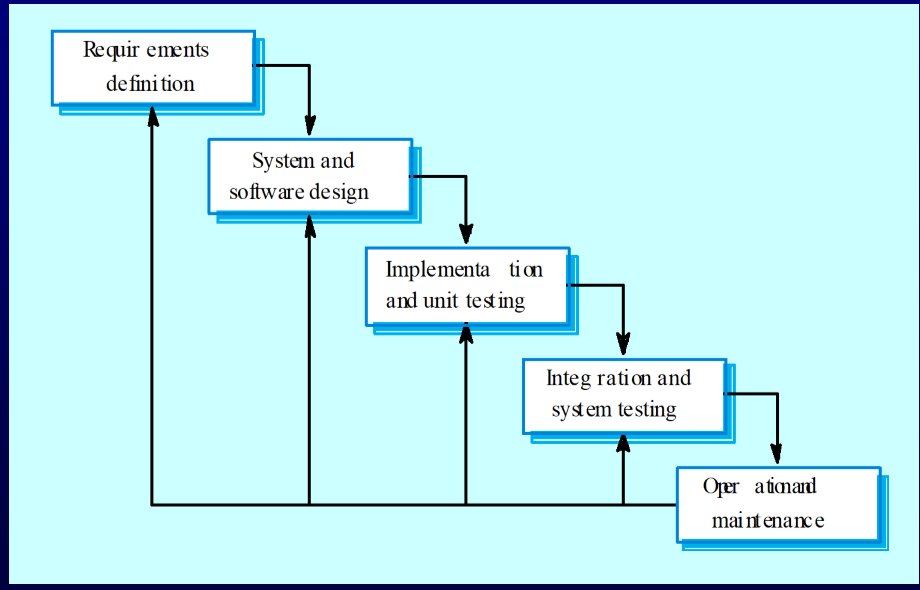 Requir ements
definition
System and
software design
Implementa tion
and unit testing
Integ ration and
system testing
Oper ationand
maintenance